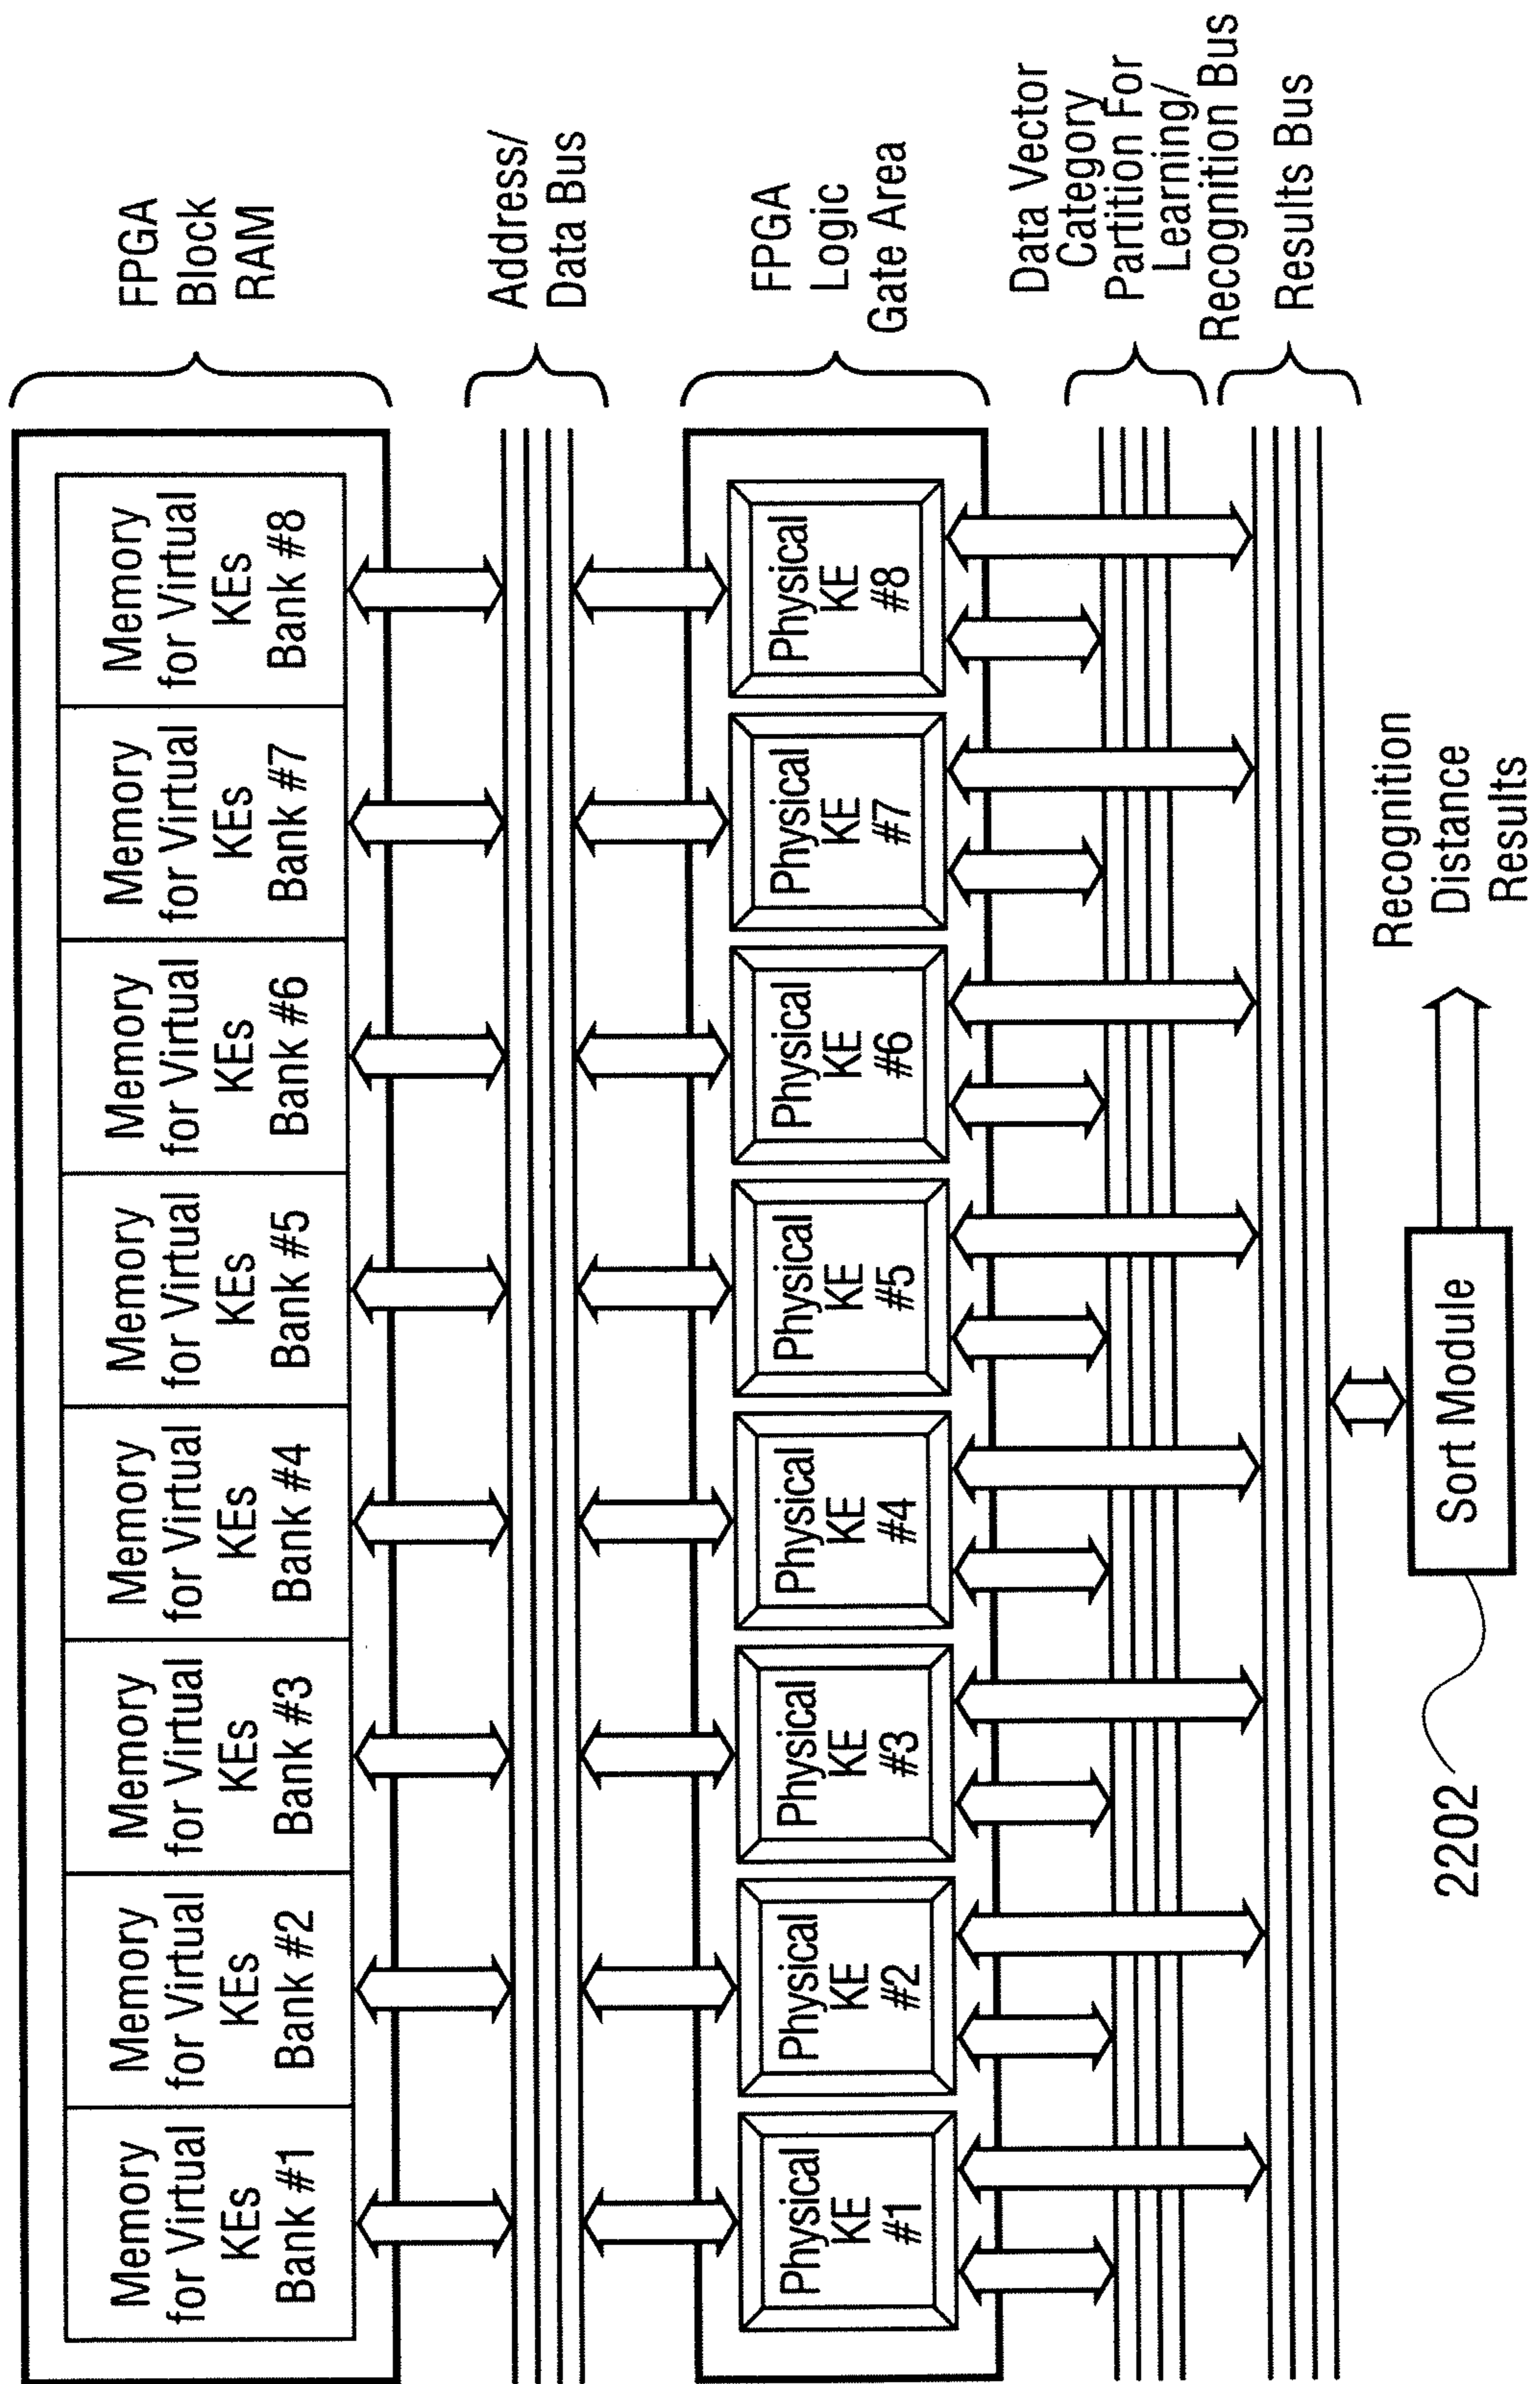 Memory
for Virtual
KEs
Bank #1
Memory
for Virtual
KEs
Bank #2
Memory
for Virtual
KEs
Bank #3
Memory
for Virtual
KEs
Bank #4
Memory
for Virtual
KEs
Bank #5
Memory
for Virtual
KEs
Bank #6
Memory
for Virtual
KEs
Bank #7
Memory
for Virtual
KEs
Bank #8
FPGA
Block
RAM
Address/
Data Bus
Physical
KE
#1
Physical
KE
#2
Physical
KE
#3
Physical
KE
#4
Physical
KE
#5
Physical
KE
#6
Physical
KE
#7
Physical
KE
#8
FPGA
Logic
Gate Area
Data Vector
Category
Partition For
Learning/
Recognition Bus
Results Bus
2202
Sort Module
Recognition
Distance
Results